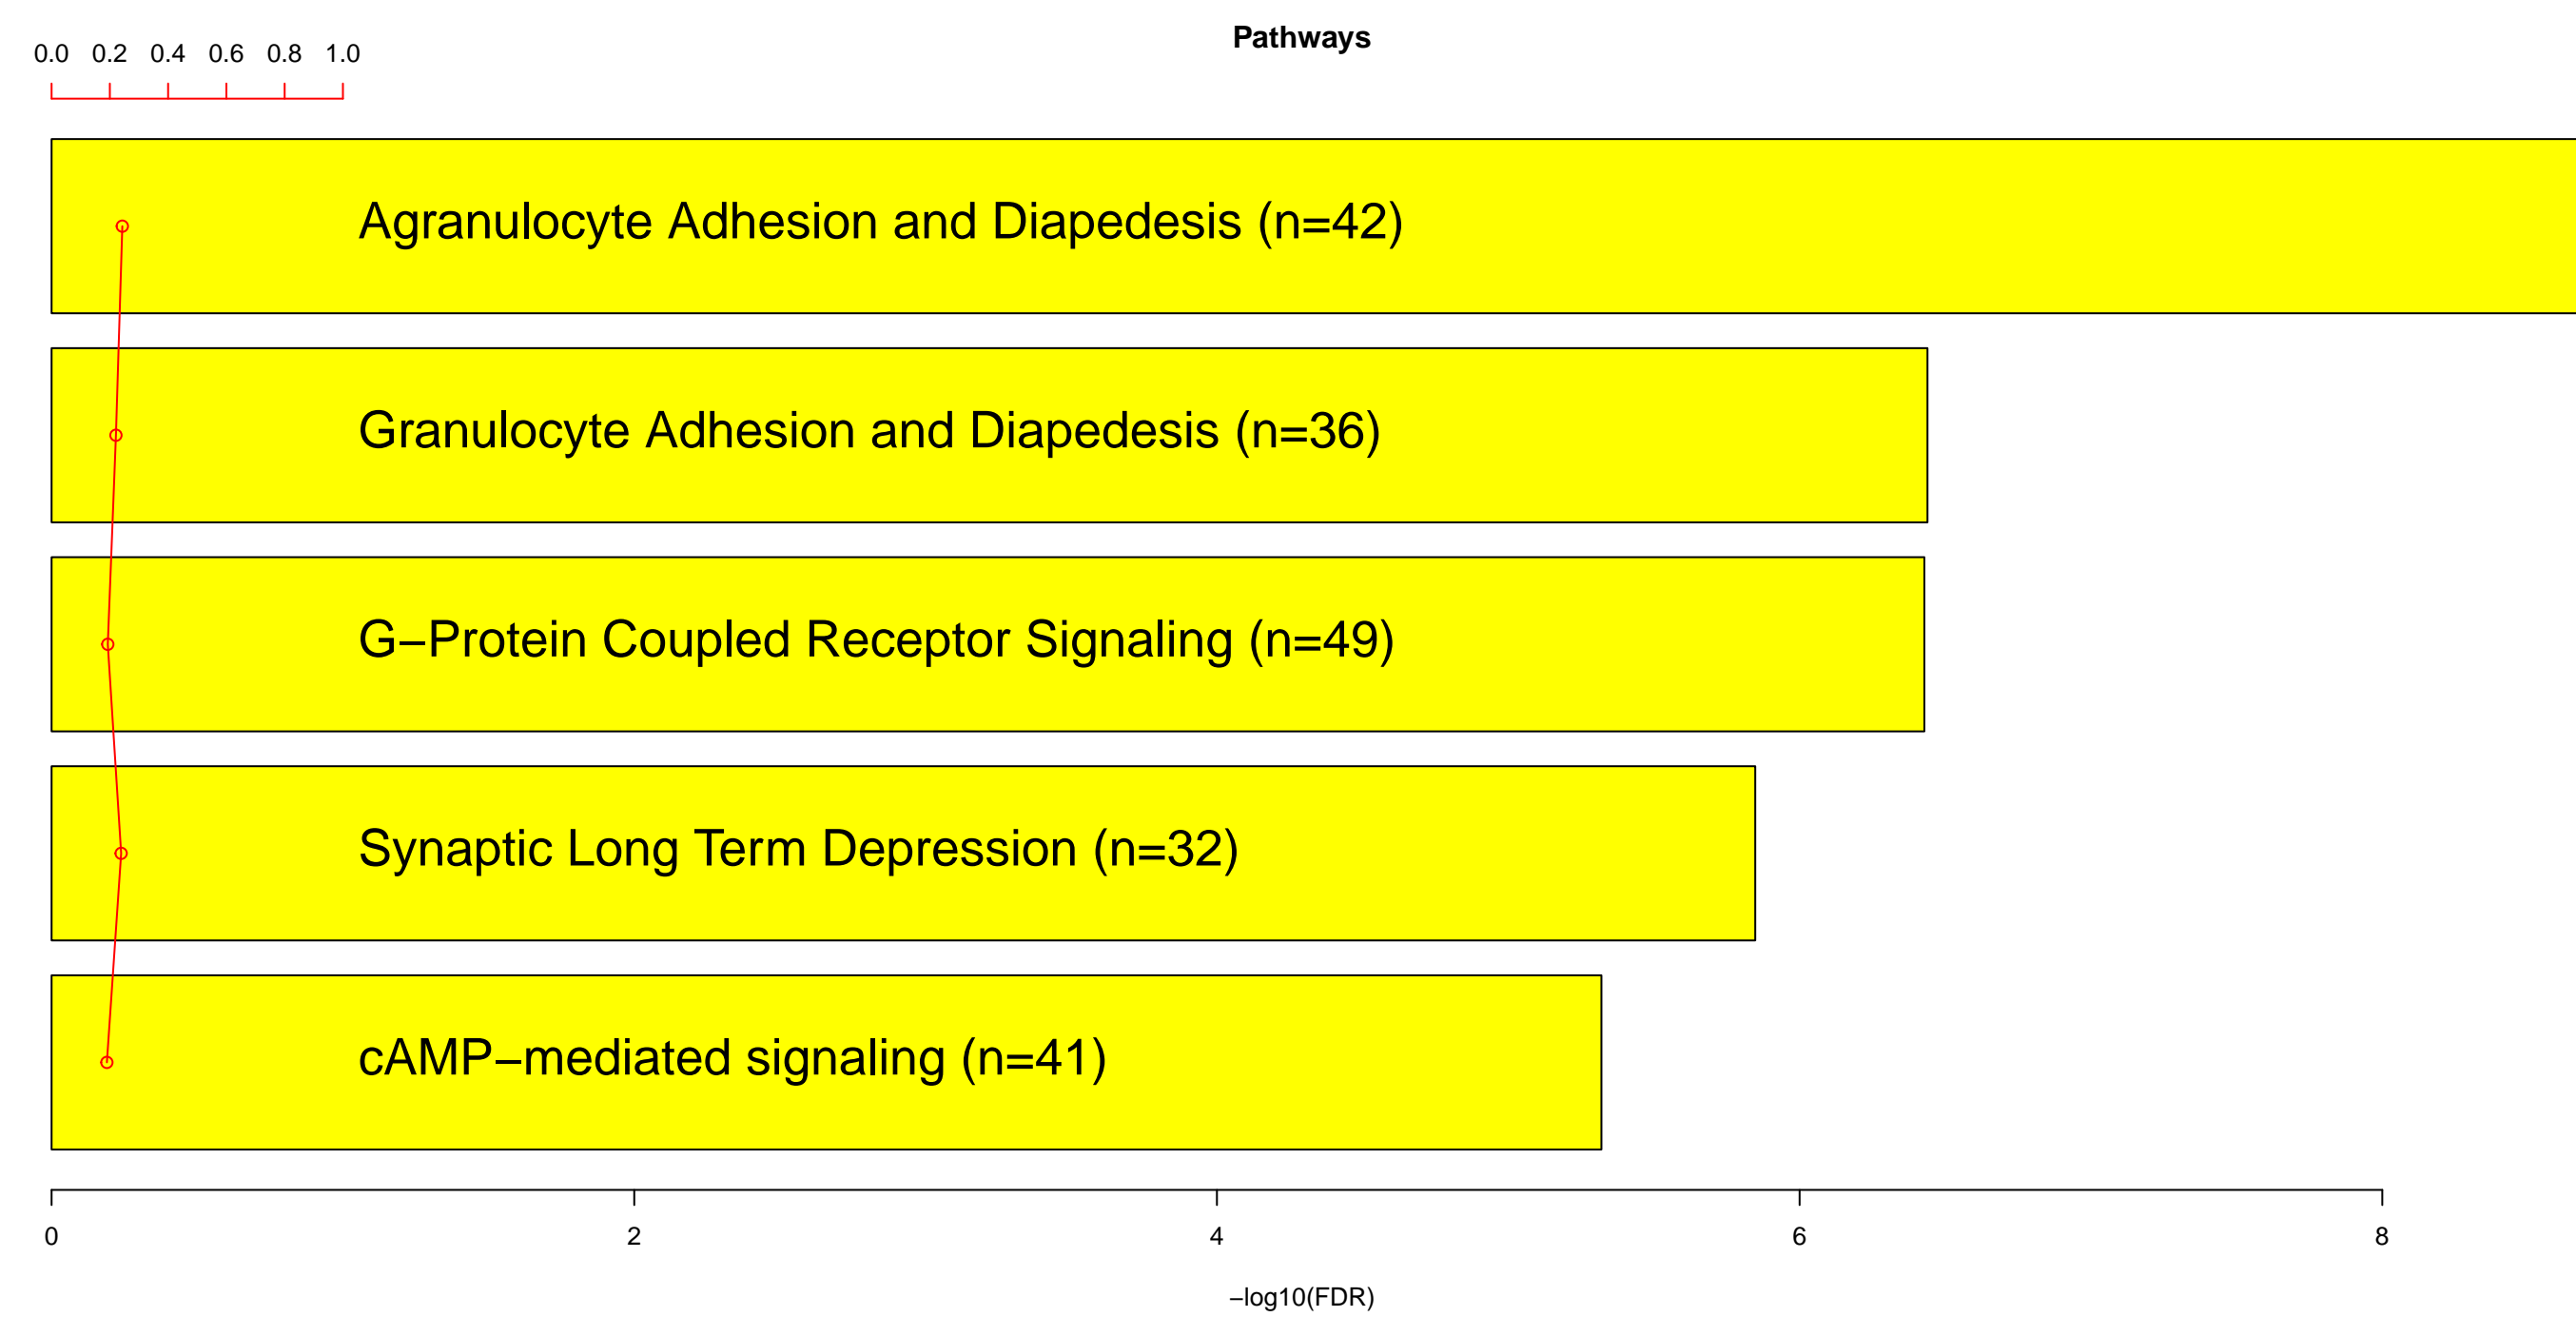 Pathways
0.0 0.2 0.4 0.6 0.8 1.0
Agranulocyte Adhesion and Diapedesis (n=42)
Granulocyte Adhesion and Diapedesis (n=36)
G−Protein Coupled Receptor Signaling (n=49)
Synaptic Long Term Depression (n=32)
cAMP−mediated signaling (n=41)
0 2 4 6 8
−log10(FDR)